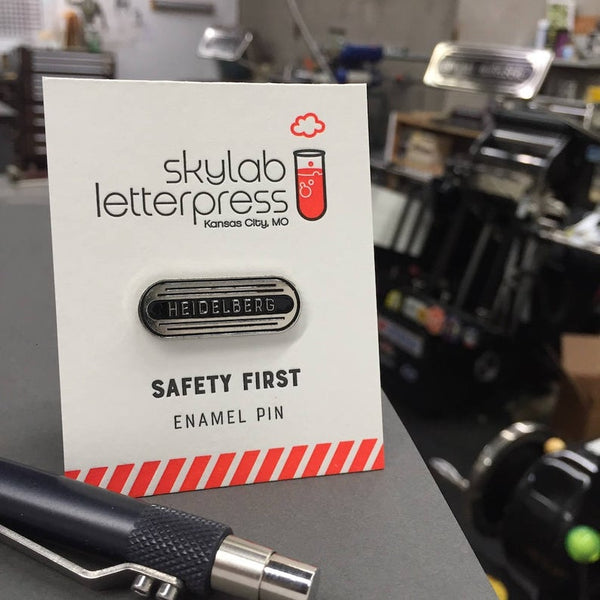 skylab
letterpress
Kansas City, MO
HEIDELBERG
SAFETY FIRST
ENAMEL PIN